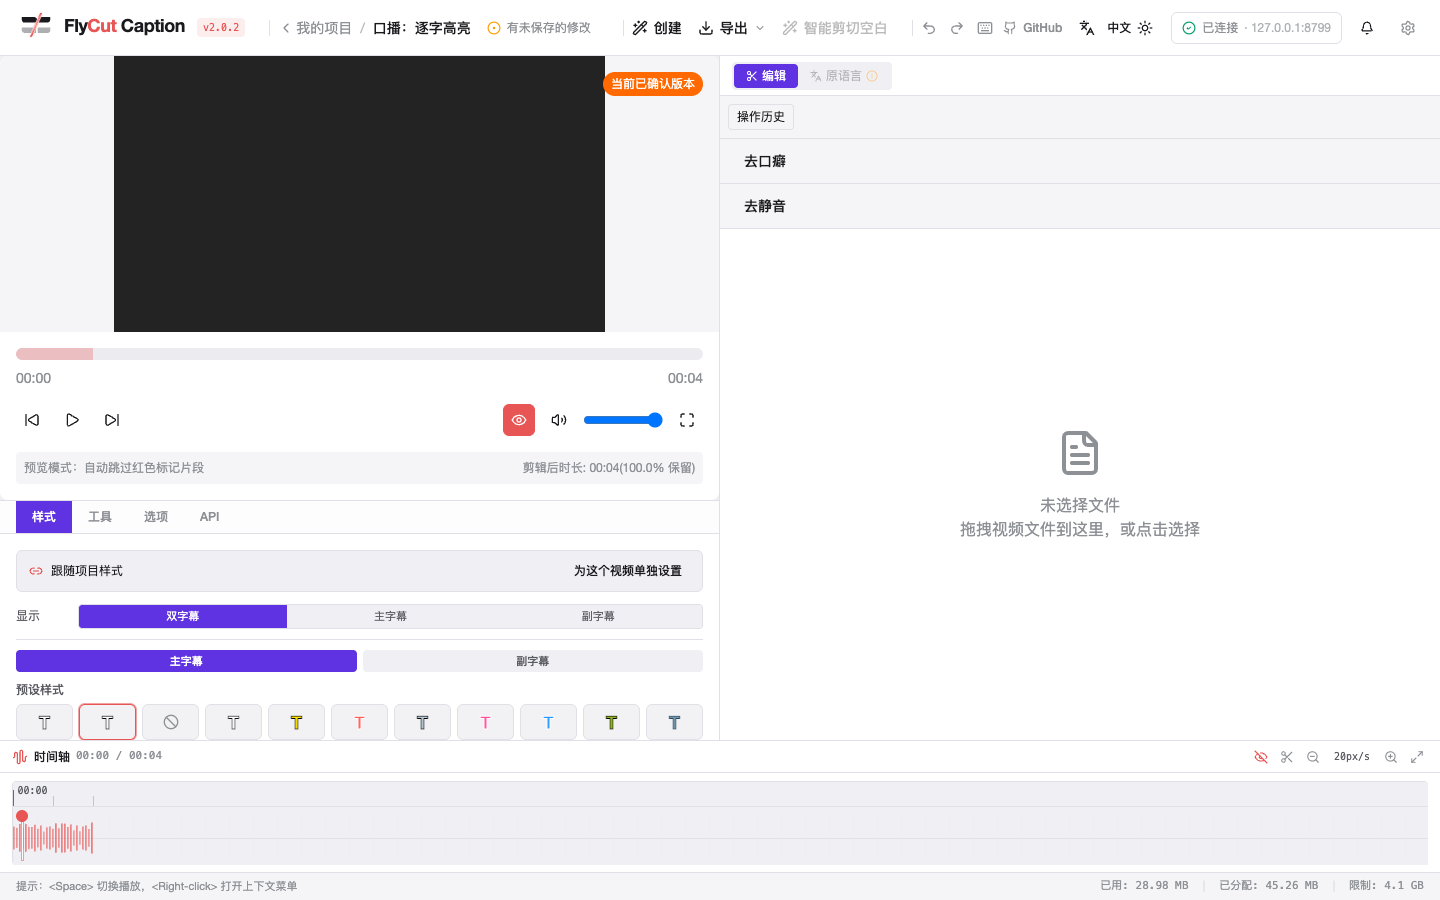 FlyCut Caption v2.0.2 我的项目 / 口播：逐字高亮 有未保存的修改 创建 导出 智能剪切空白 GitHub 中文 已连接 · 127.0.0.1:8799
当前已确认版本
编辑 原语言
操作历史
去口癖
去静音
00:00 00:04
预览模式：自动跳过红色标记片段 剪辑后时长: 00:04(100.0% 保留)
样式 工具 选项 API
跟随项目样式 为这个视频单独设置
显示 双字幕 主字幕 副字幕
主字幕 副字幕
预设样式
T T T T T T T T T T
未选择文件
拖拽视频文件到这里，或点击选择
时间轴 00:00 / 00:04 20px/s
00:00
提示：<Space> 切换播放，<Right-click> 打开上下文菜单 已用: 28.98 MB 已分配: 45.26 MB 限制: 4.1 GB